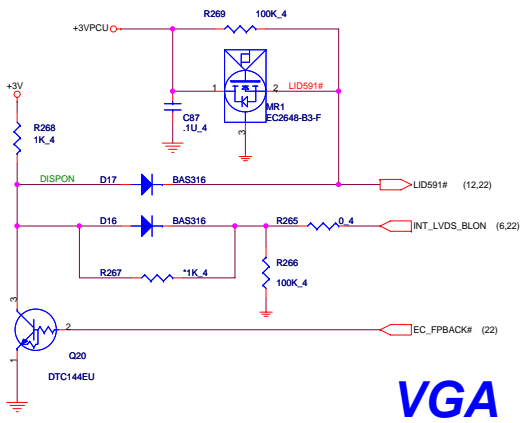 R269 100K_4
+3VPCU
1 2 LID591#
MR1
EC2648-B3-F
3
C87
.1U_4
+3V
R268
1K_4
DISPON D17 BAS316 LID591# (12,22)
D16 BAS316 R265 0_4 INT_LVDS_BLON (6,22)
R267 *1K_4
R266
100K_4
3
2 EC_FPBACK# (22)
1
Q20
DTC144EU
VGA